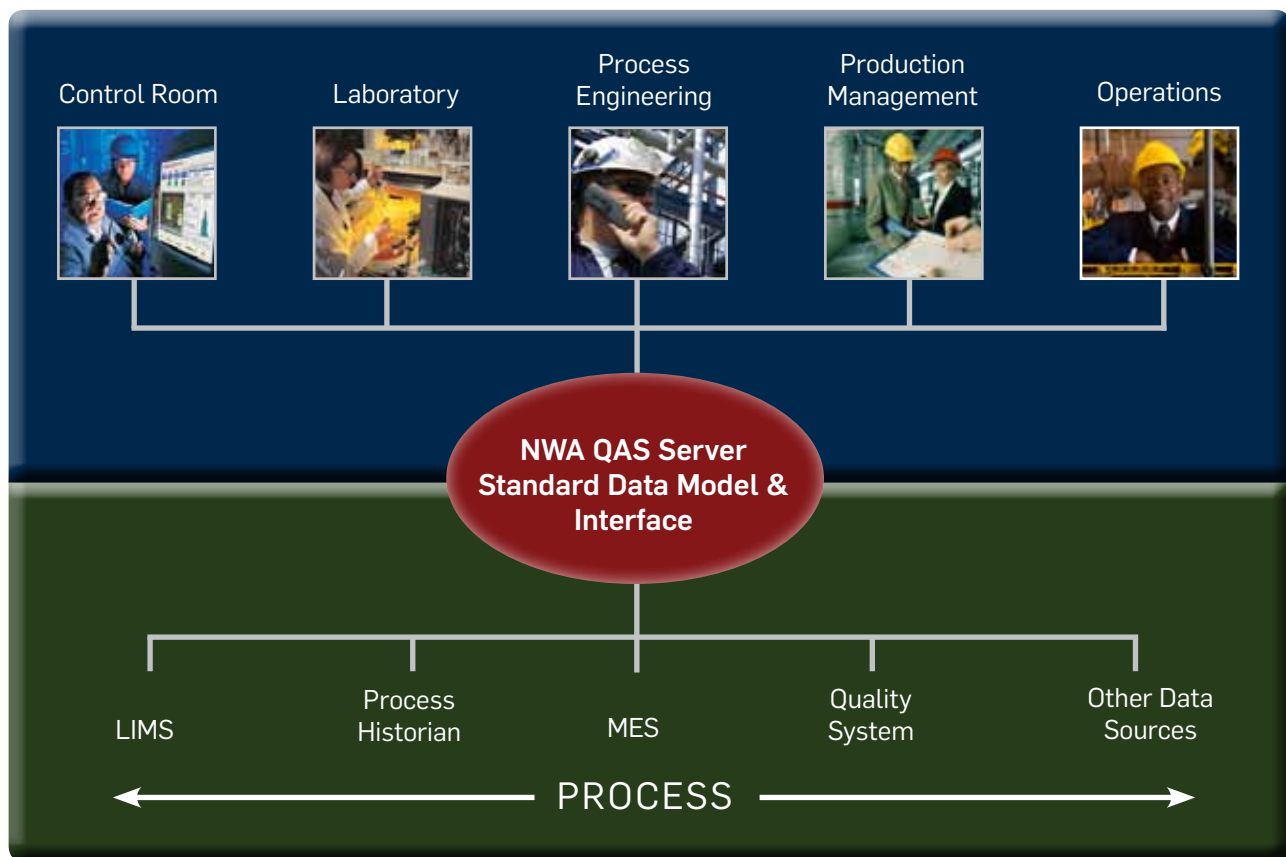 Control Room
Laboratory
Process
Engineering
Production
Management
Operations
NWA QAS Server
Standard Data Model &
Interface
LIMS
Process
Historian
MES
Quality
System
Other Data
Sources
PROCESS